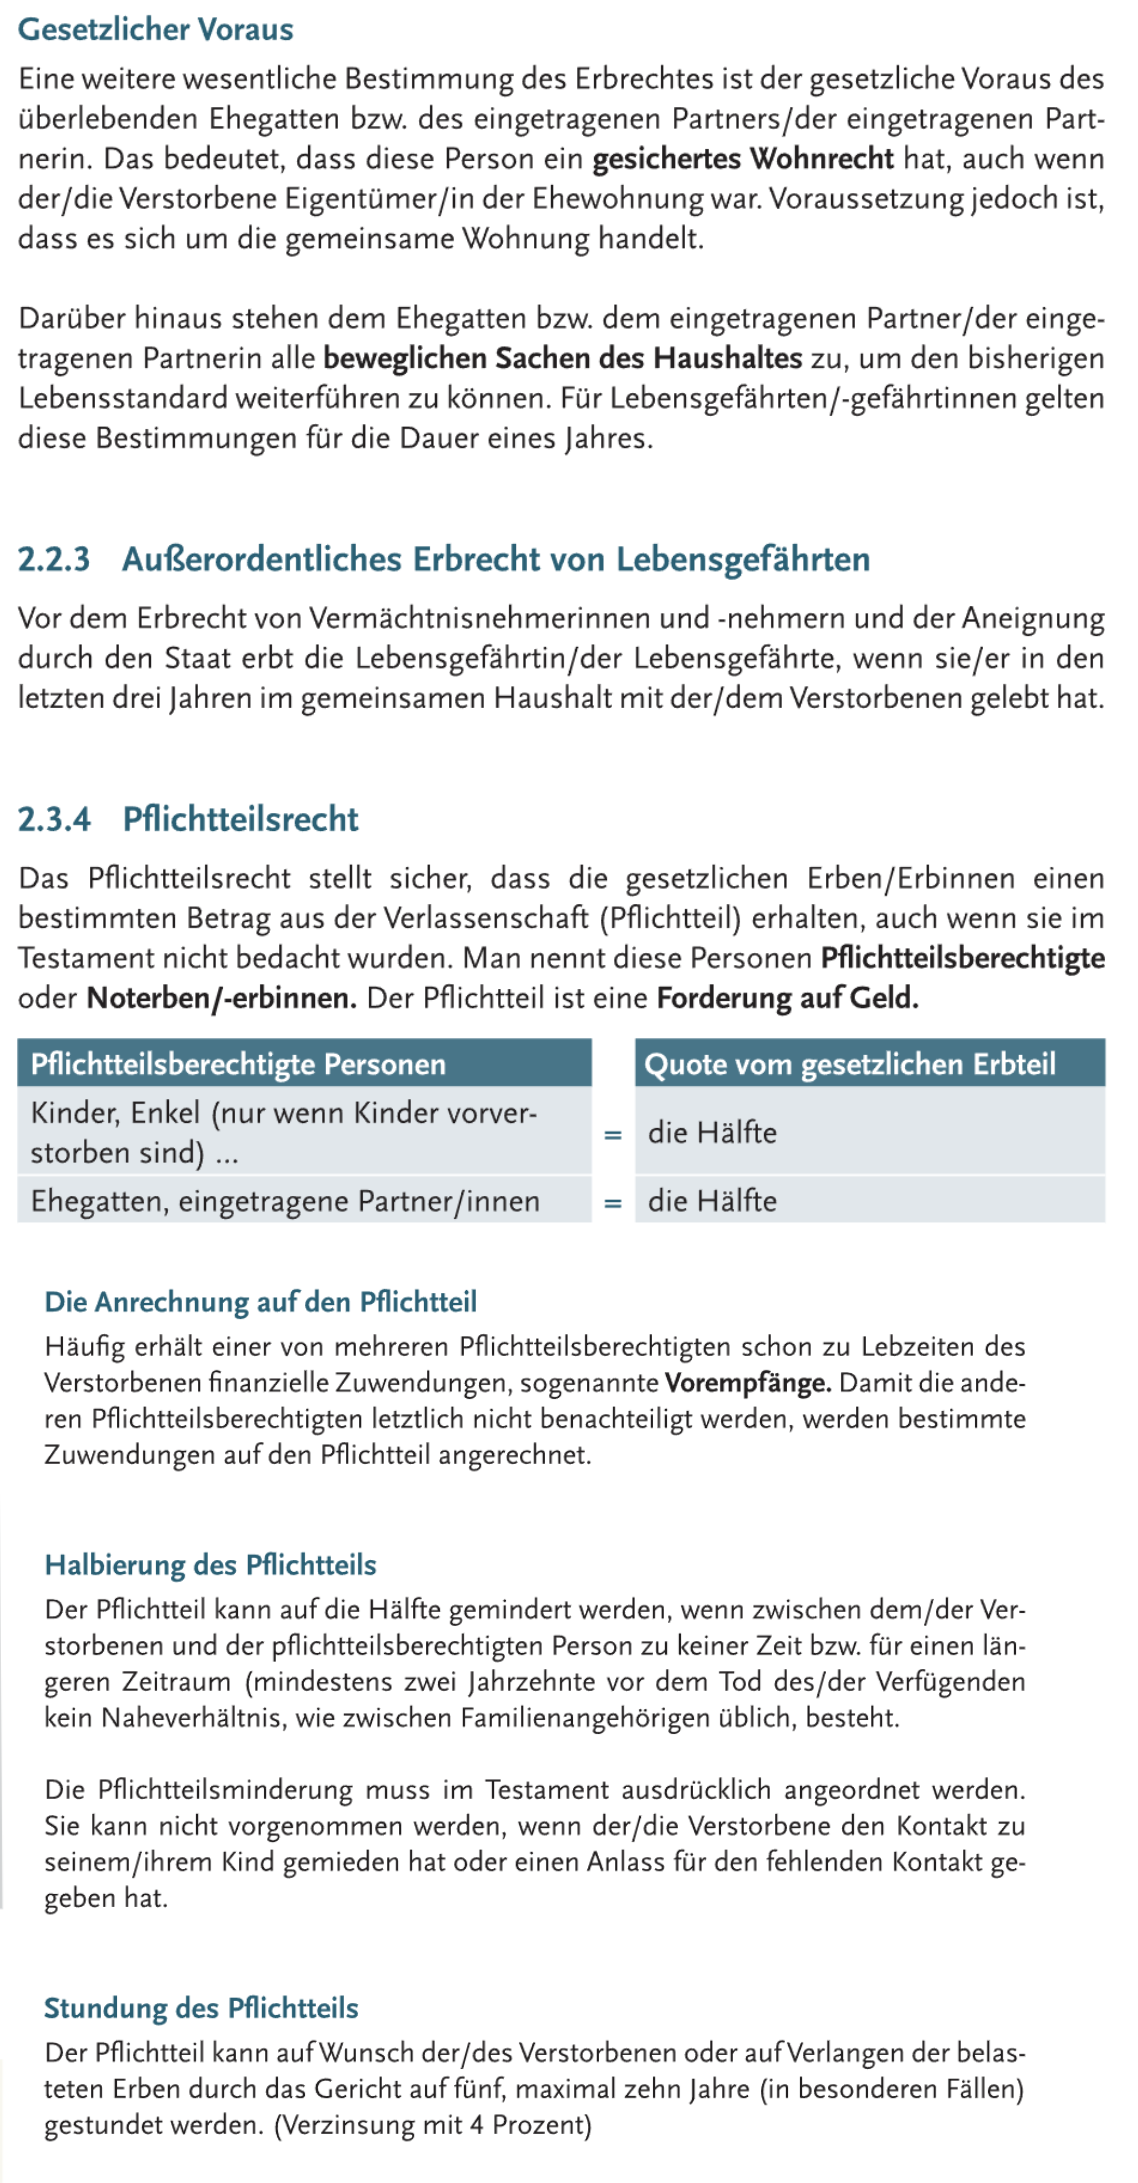 Gesetzlicher Voraus
Eine weitere wesentliche Bestimmung des Erbrechtes ist der gesetzliche Voraus des
überlebenden Ehegatten bzw. des eingetragenen Partners/der eingetragenen Part-
nerin. Das bedeutet, dass diese Person ein gesichertes Wohnrecht hat, auch wenn
der/die Verstorbene Eigentümer/in der Ehewohnung war. Voraussetzung jedoch ist,
dass es sich um die gemeinsame Wohnung handelt.
Darüber hinaus stehen dem Ehegatten bzw. dem eingetragenen Partner/der einge-
tragenen Partnerin alle beweglichen Sachen des Haushaltes zu, um den bisherigen
Lebensstandard weiterführen zu können. Für Lebensgefährten/-gefährtinnen gelten
diese Bestimmungen für die Dauer eines Jahres.
2.2.3 Außerordentliches Erbrecht von Lebensgefährten
Vor dem Erbrecht von Vermächtnisnehmerinnen und -nehmern und der Aneignung
durch den Staat erbt die Lebensgefährtin/der Lebensgefährte, wenn sie/er in den
letzten drei Jahren im gemeinsamen Haushalt mit der/dem Verstorbenen gelebt hat.
2.3.4 Pflichtteilsrecht
Das Pflichtteilsrecht stellt sicher, dass die gesetzlichen Erben/Erbinnen einen
bestimmten Betrag aus der Verlassenschaft (Pflichtteil) erhalten, auch wenn sie im
Testament nicht bedacht wurden. Man nennt diese Personen Pflichtteilsberechtigte
oder Noterben/-erbinnen. Der Pflichtteil ist eine Forderung auf Geld.
Pflichtteilsberechtigte Personen Quote vom gesetzlichen Erbteil
Kinder, Enkel (nur wenn Kinder vorver-
storben sind) ... = die Hälfte
Ehegatten, eingetragene Partner/innen = die Hälfte
Die Anrechnung auf den Pflichtteil
Häufig erhält einer von mehreren Pflichtteilsberechtigten schon zu Lebzeiten des
Verstorbenen finanzielle Zuwendungen, sogenannte Vorempfänge. Damit die ande-
ren Pflichtteilsberechtigten letztlich nicht benachteiligt werden, werden bestimmte
Zuwendungen auf den Pflichtteil angerechnet.
Halbierung des Pflichtteils
Der Pflichtteil kann auf die Hälfte gemindert werden, wenn zwischen dem/der Ver-
storbenen und der pflichtteilsberechtigten Person zu keiner Zeit bzw. für einen län-
geren Zeitraum (mindestens zwei Jahrzehnte vor dem Tod des/der Verfügenden
kein Naheverhältnis, wie zwischen Familienangehörigen üblich, besteht.
Die Pflichtteilsminderung muss im Testament ausdrücklich angeordnet werden.
Sie kann nicht vorgenommen werden, wenn der/die Verstorbene den Kontakt zu
seinem/ihrem Kind gemieden hat oder einen Anlass für den fehlenden Kontakt ge-
geben hat.
Stundung des Pflichtteils
Der Pflichtteil kann auf Wunsch der/des Verstorbenen oder auf Verlangen der belas-
teten Erben durch das Gericht auf fünf, maximal zehn Jahre (in besonderen Fällen)
gestundet werden. (Verzinsung mit 4 Prozent)